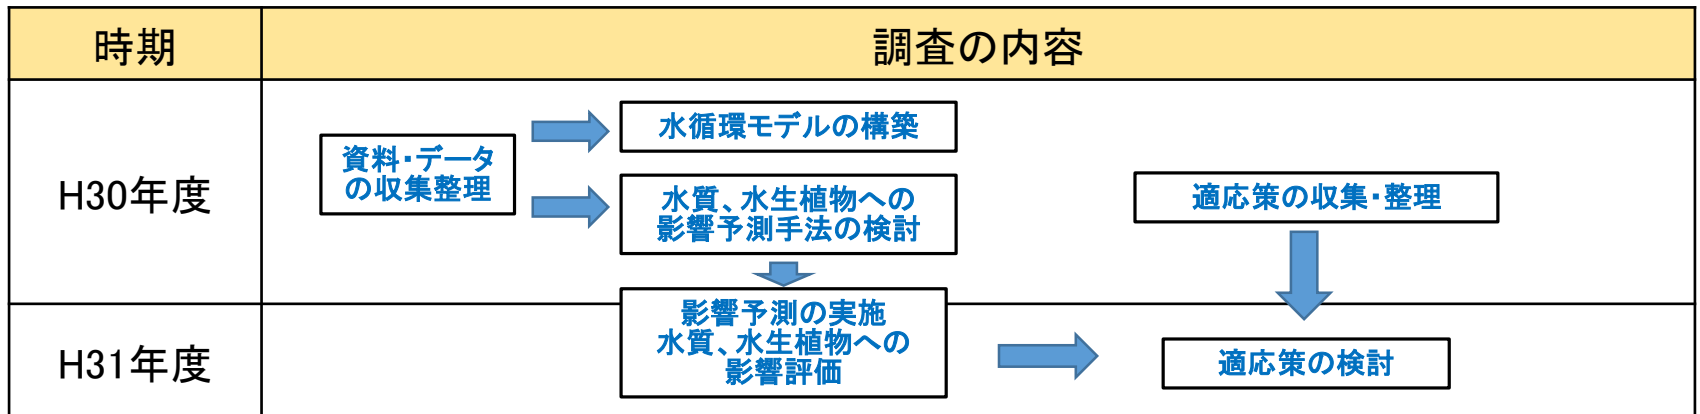 時期
調査の内容
H30年度
資料・データ
の収集整理
水循環モデルの構築
水質、水生植物への
影響予測手法の検討
適応策の収集・整理
H31年度
影響予測の実施
水質、水生植物への
影響評価
適応策の検討